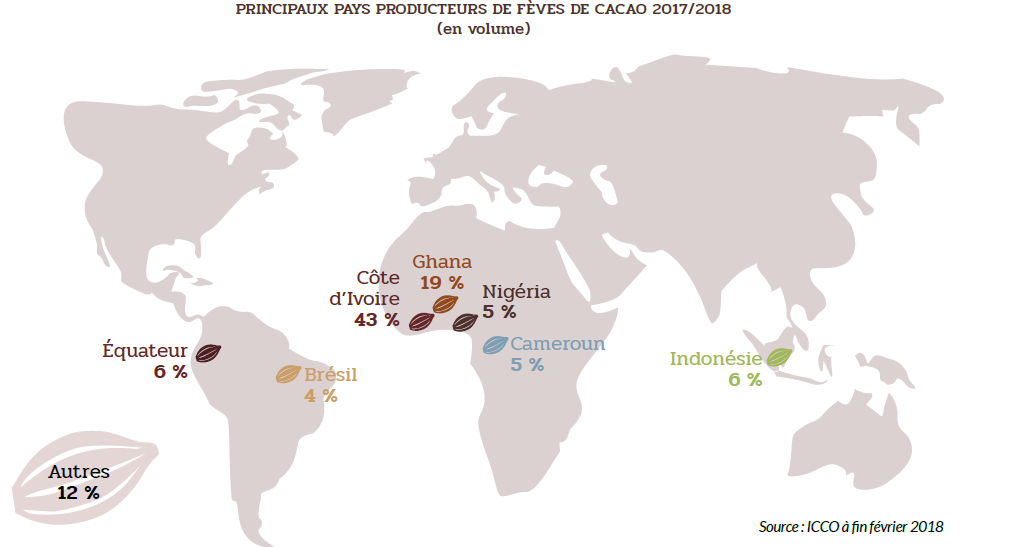 PRINCIPAUX PAYS PRODUCTEURS DE FÈVES DE CACAO 2017/2018
(en volume)
Ghana
19 %
Côte
d’Ivoire
43 %
Nigéria
5 %
Cameroun
5 %
Équateur
6 %
Brésil
4 %
Indonésie
6 %
Autres
12 %
Source : ICCO à fin février 2018